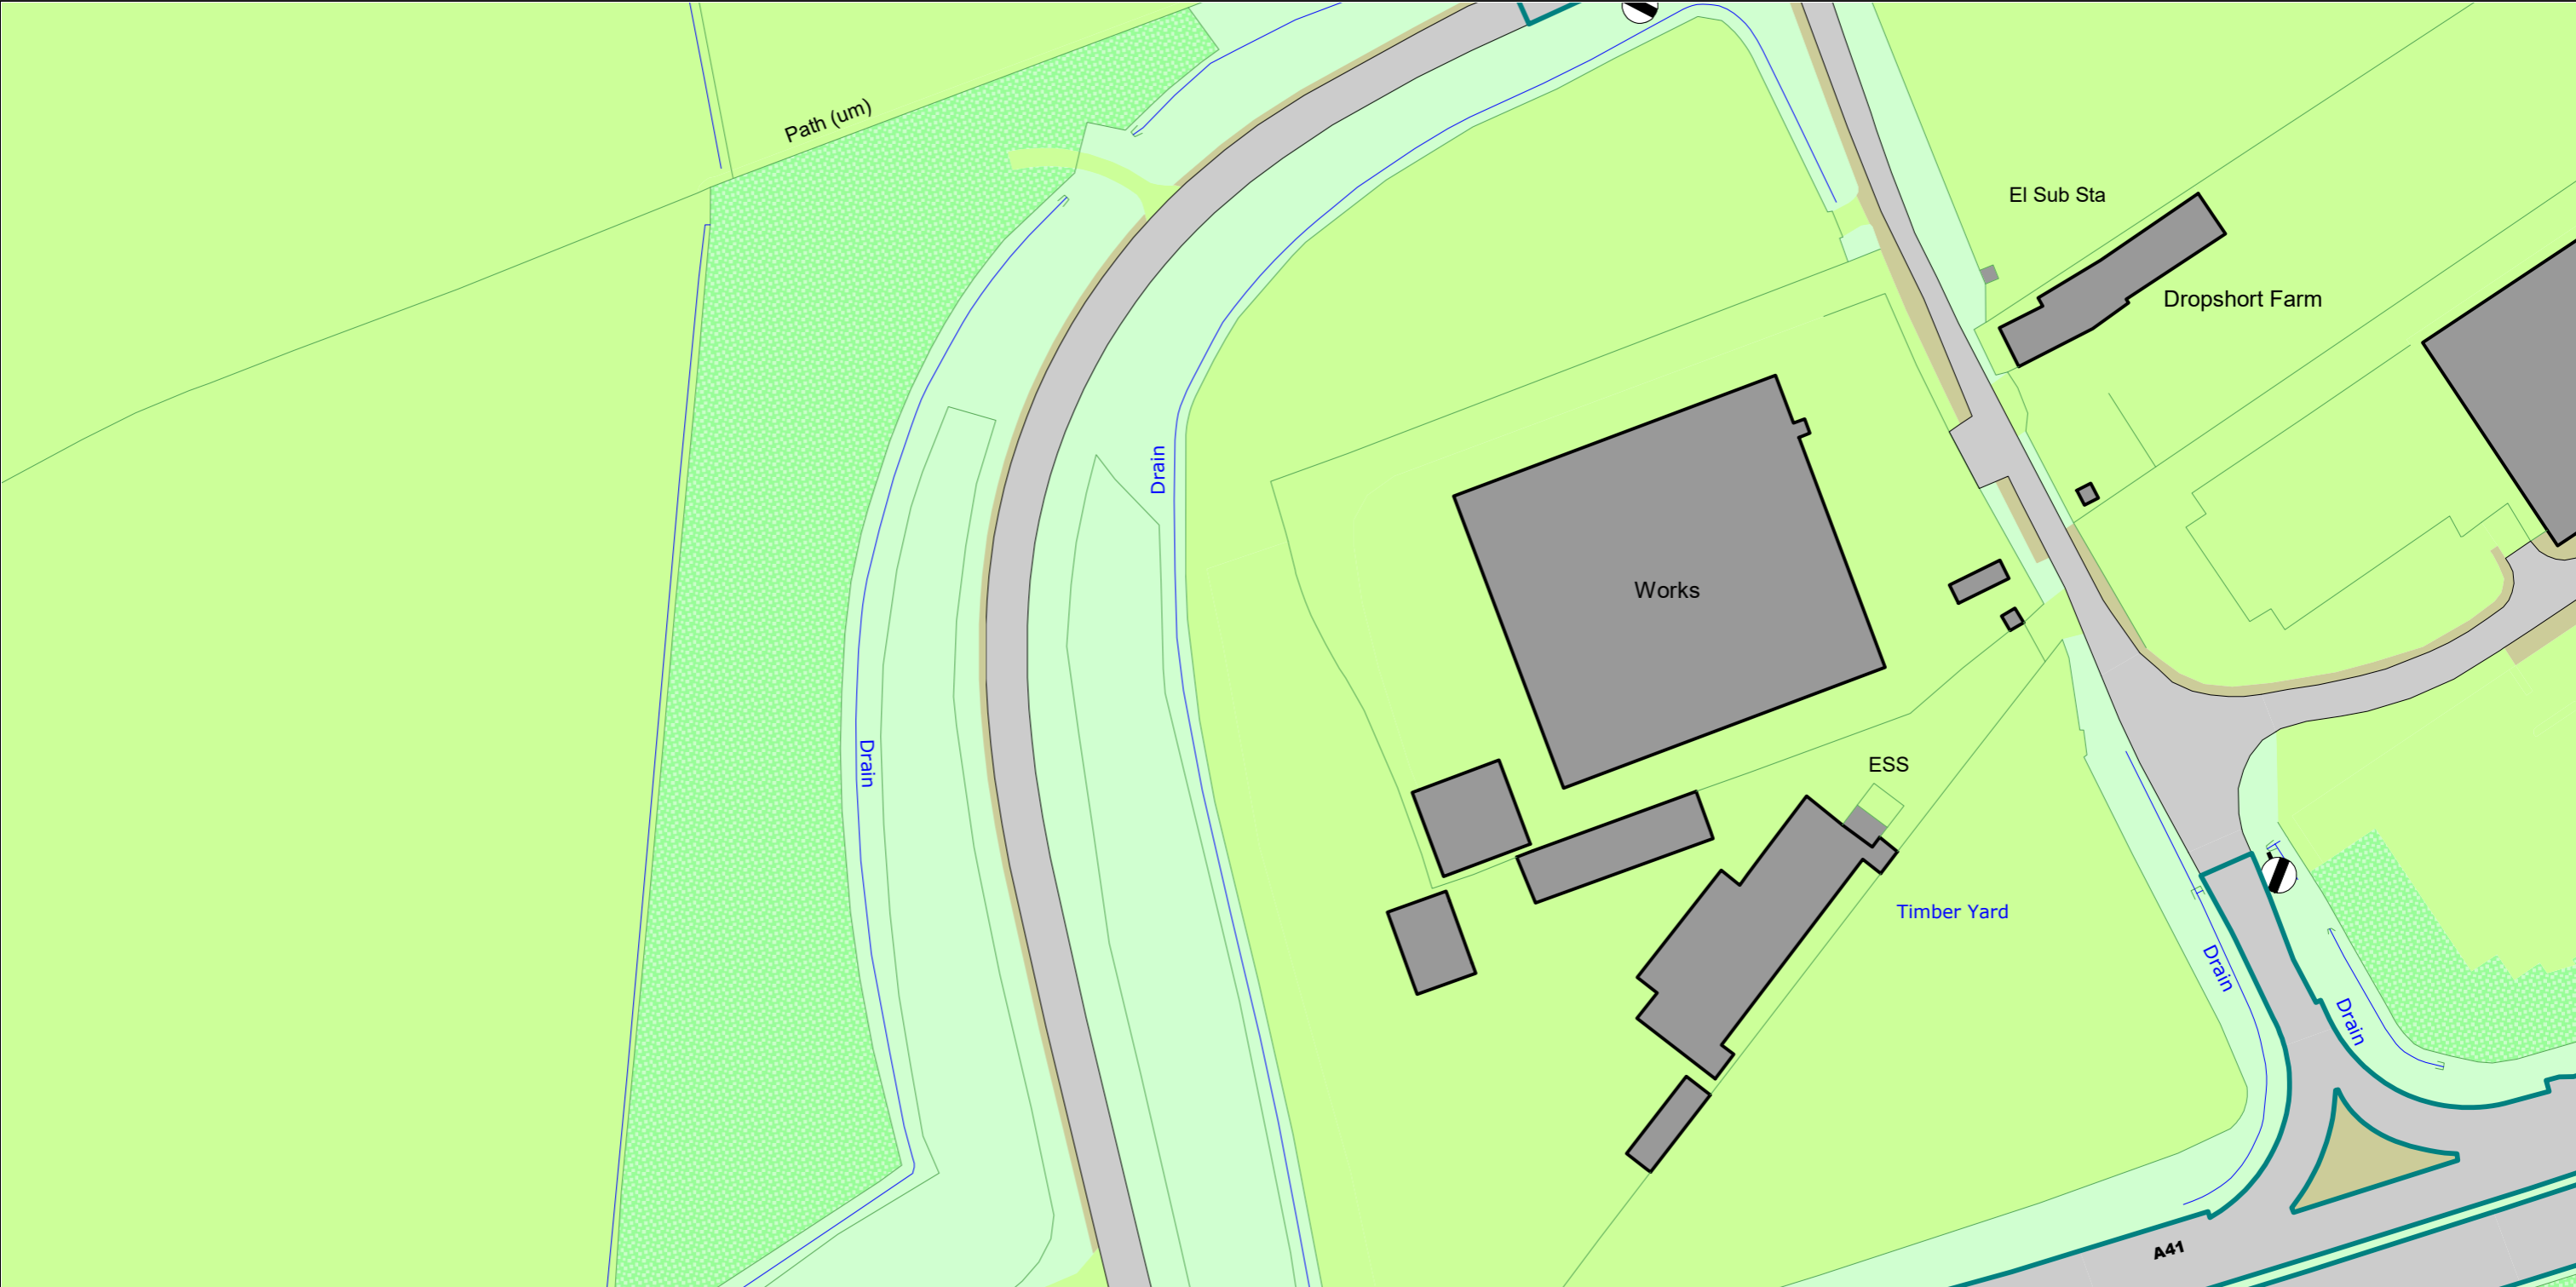 Path (um)
El Sub Sta
Dropshort Farm
Drain
Works
Drain
ESS
Timber Yard
Drain
Drain
A41